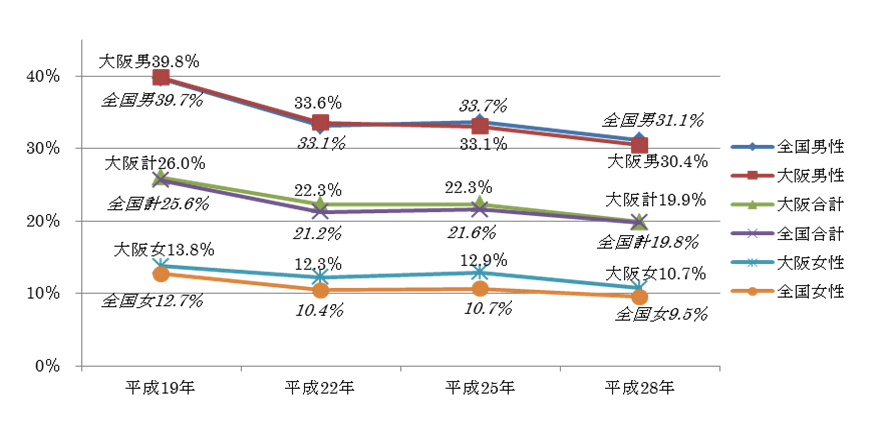 大阪男39.8%
40%
全国男39.7%
33.6%
33.7%
全国男31.1%
33.1%
33.1%
30%
大阪男30.4%
大阪計26.0%
22.3%
22.3%
大阪計19.9%
全国計25.6%
20%
21.2%
21.6%
全国計19.8%
大阪女13.8%
12.3%
12.9%
大阪女10.7%
10%
全国女12.7%
10.4%
10.7%
全国女9.5%
0%
平成19年
平成22年
平成25年
平成28年
全国男性
大阪男性
大阪合計
全国合計
大阪女性
全国女性